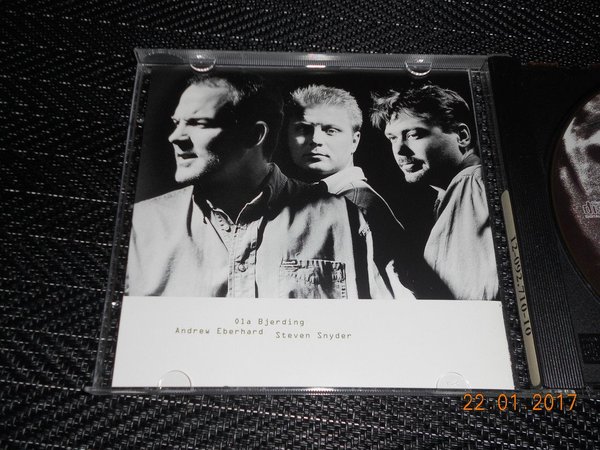 Ola Bjerding
Andrew Eberhard
Steven Snyder
22 01 2017